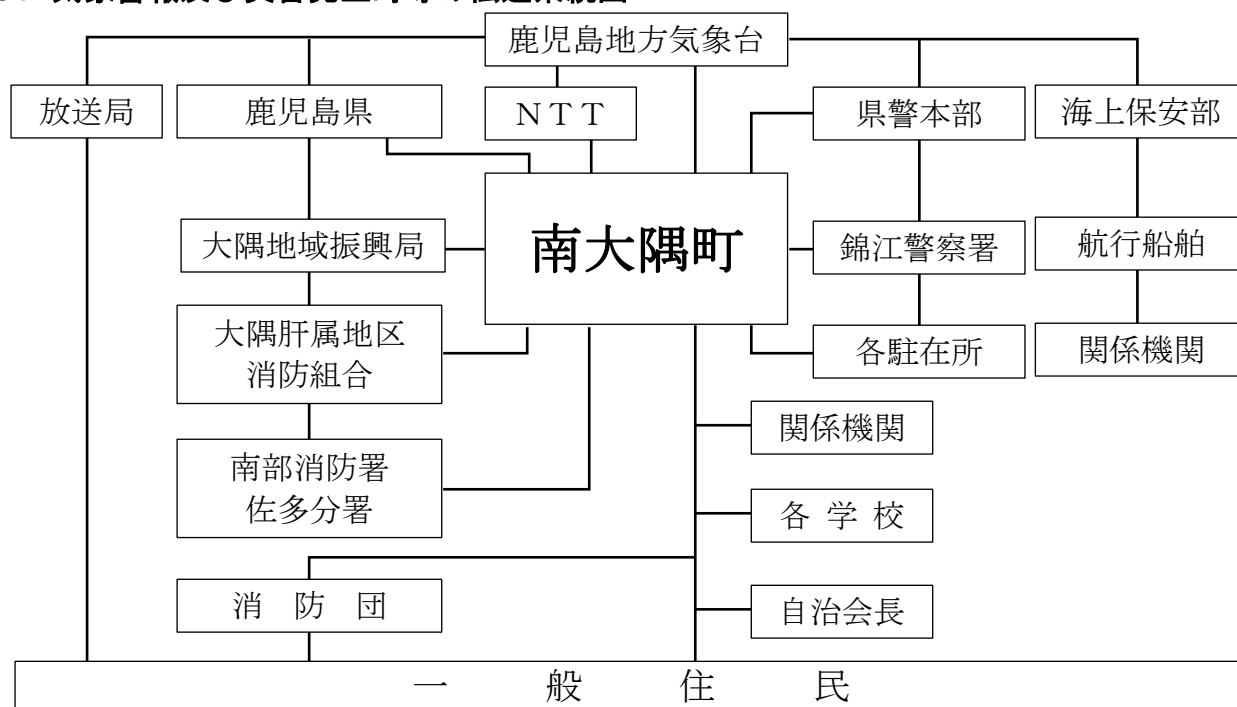 鹿児島地方気象台
放送局
鹿児島県
ＮＴＴ
県警本部
海上保安部
南大隅町
大隅地域振興局
錦江警察署
航行船舶
大隅肝属地区
消防組合
各駐在所
関係機関
関係機関
南部消防署
佐多分署
各 学 校
消 防 団
自治会長
一 般 住 民